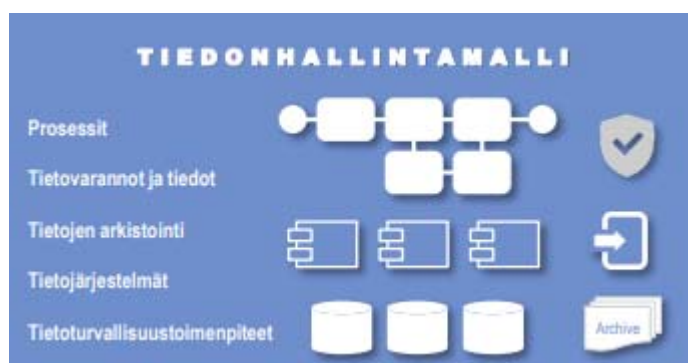 TIEDONHALLINTAMALLI
Prosessit
Tietovarannot ja tiedot
Tietojen arkistointi
Tietojärjestelmät
Tietoturvallisuustoimenpiteet
Archive